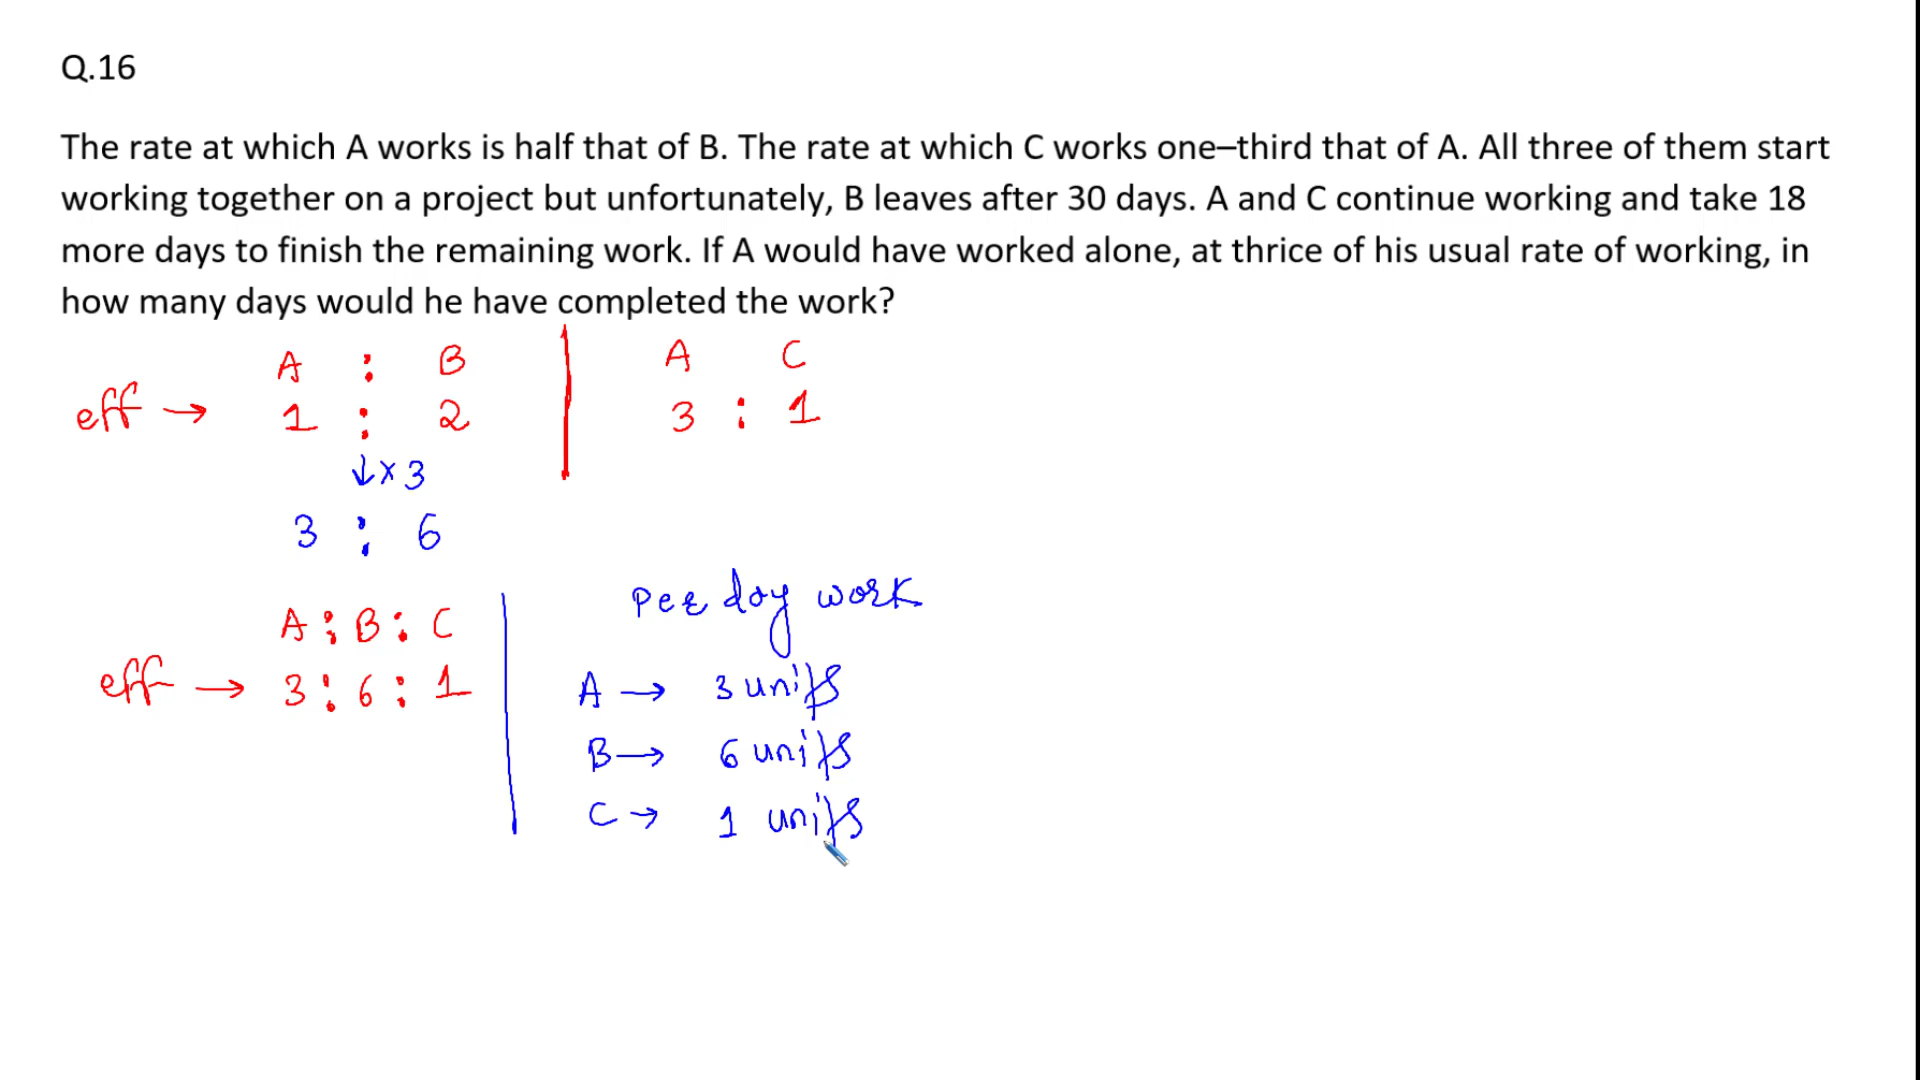 Q.16
The rate at which A works is half that of B. The rate at which C works one–third that of A. All three of them start
working together on a project but unfortunately, B leaves after 30 days. A and C continue working and take 18
more days to finish the remaining work. If A would have worked alone, at thrice of his usual rate of working, in
how many days would he have completed the work?
A : B A C
eff → 1 : 2 3 : 1
↓ x 3
3 : 6
per day work
A : B : C
eff → 3 : 6 : 1
A → 3 units
B → 6 units
C → 1 units